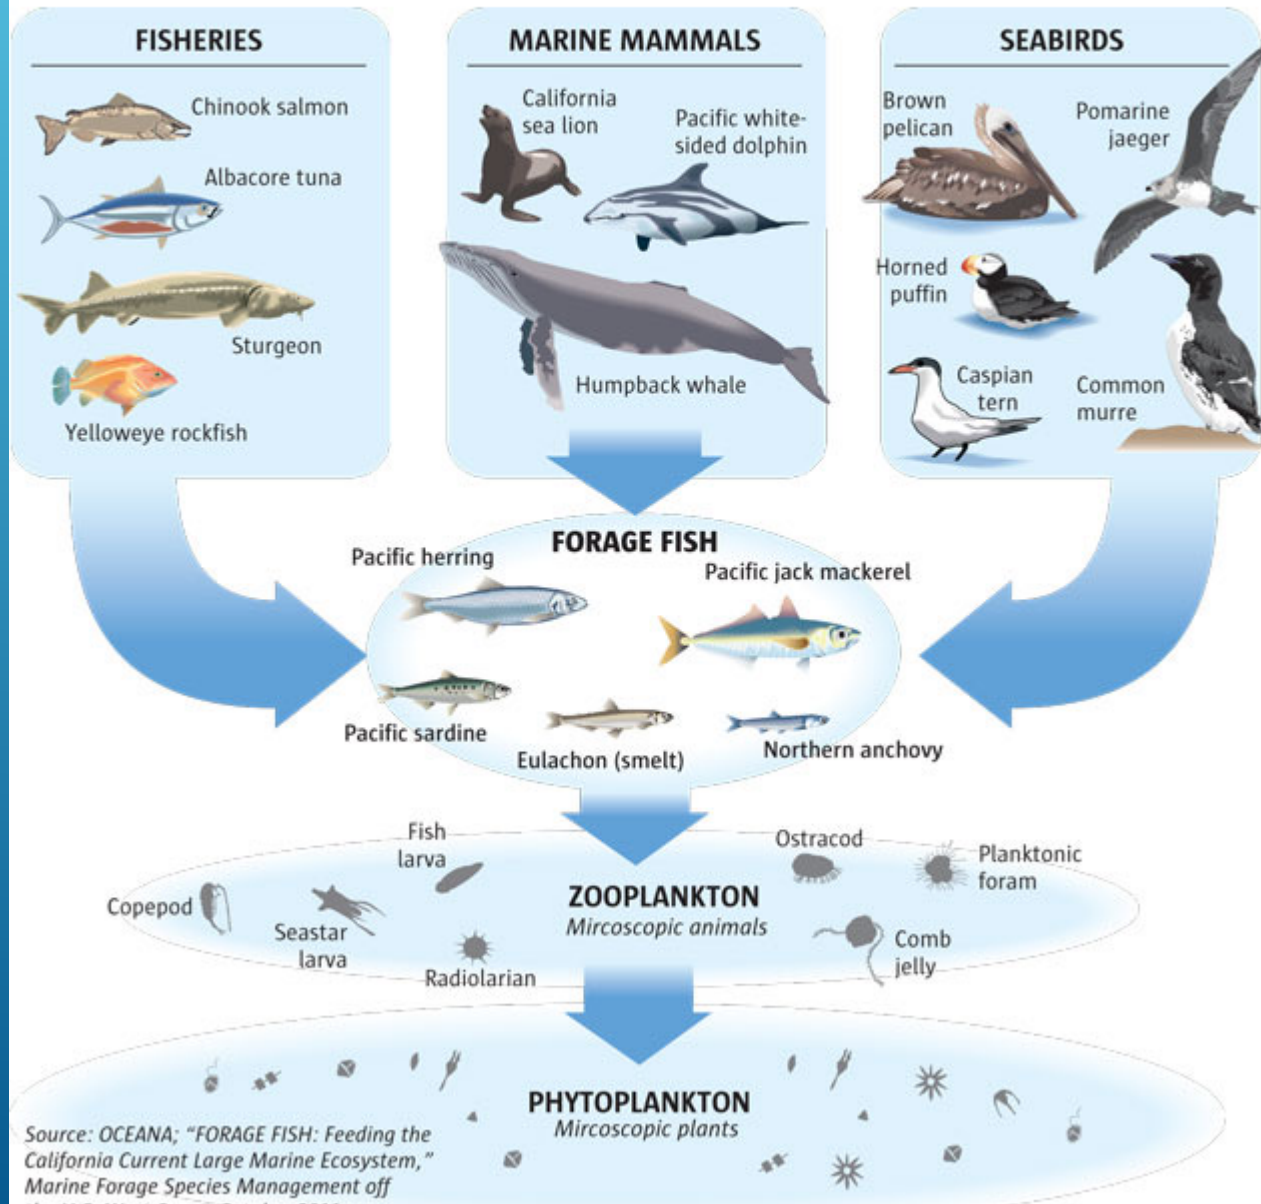 FISHERIES
Chinook salmon
Albacore tuna
Sturgeon
Yelloweye rockfish
MARINE MAMMALS
California
sea lion
Pacific white-
sided dolphin
Humpback whale
SEABIRDS
Brown
pelican
Pomarine
jaeger
Horned
puffin
Caspian
tern
Common
murre
FORAGE FISH
Pacific herring
Pacific jack mackerel
Pacific sardine
Eulachon (smelt)
Northern anchovy
Fish
larva
Ostracod
Planktonic
foram
Copepod
Seastar
larva
Radiolarian
ZOOPLANKTON
Mircoscopic animals
Comb
jelly
PHYTOPLANKTON
Mircoscopic plants
Source: OCEANA; “FORAGE FISH: Feeding the
California Current Large Marine Ecosystem,”
Marine Forage Species Management off